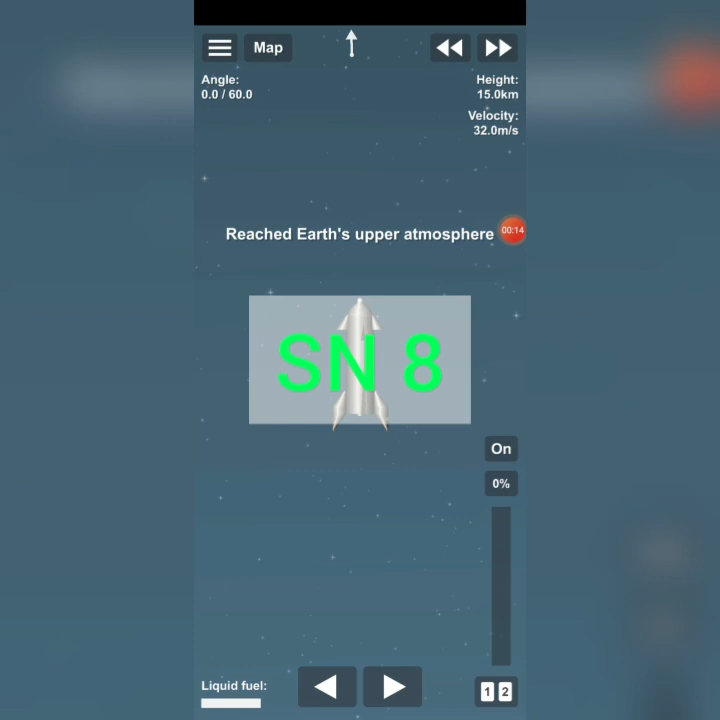 Map
Angle:
0.0 / 60.0
Height:
15.0km
Velocity:
32.0m/s
Reached Earth's upper atmosphere
00:14
SN 8
On
0%
Liquid fuel:
1 2